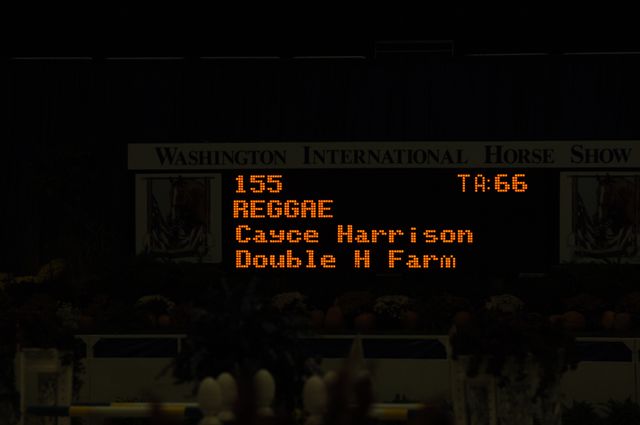 Washington International Horse Show
155 TA:66
REGGAE
Cayce Harrison
Double H Farm